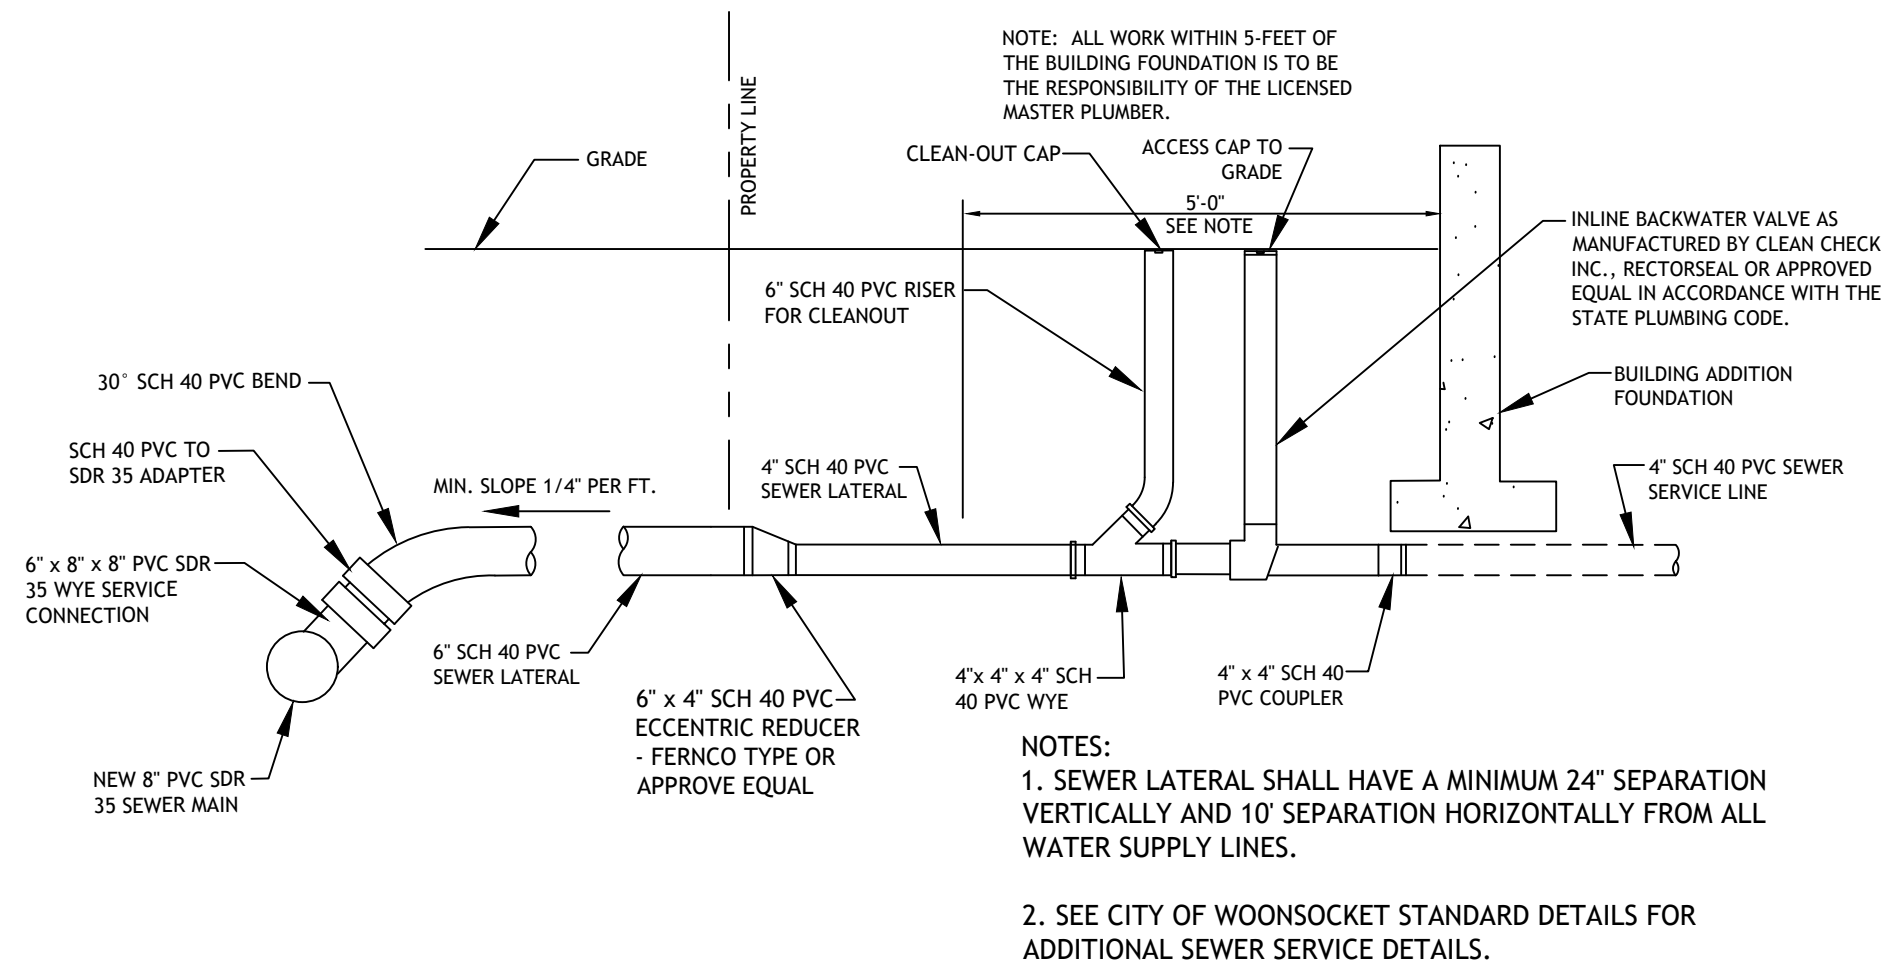 NOTE: ALL WORK WITHIN 5-FEET OF
THE BUILDING FOUNDATION IS TO BE
THE RESPONSIBILITY OF THE LICENSED
MASTER PLUMBER.
PROPERTY LINE
GRADE
CLEAN-OUT CAP
ACCESS CAP TO
GRADE
5'-0"
SEE NOTE
INLINE BACKWATER VALVE AS
MANUFACTURED BY CLEAN CHECK
INC., RECTORSEAL OR APPROVED
EQUAL IN ACCORDANCE WITH THE
STATE PLUMBING CODE.
6" SCH 40 PVC RISER
FOR CLEANOUT
30° SCH 40 PVC BEND
BUILDING ADDITION
FOUNDATION
SCH 40 PVC TO
SDR 35 ADAPTER
MIN. SLOPE 1/4" PER FT.
4" SCH 40 PVC
SEWER LATERAL
4" SCH 40 PVC SEWER
SERVICE LINE
6" x 8" x 8" PVC SDR
35 WYE SERVICE
CONNECTION
6" SCH 40 PVC
SEWER LATERAL
6" x 4" SCH 40 PVC
ECCENTRIC REDUCER
- FERNCO TYPE OR
APPROVE EQUAL
4"x 4" x 4" SCH
40 PVC WYE
4" x 4" SCH 40
PVC COUPLER
NEW 8" PVC SDR
35 SEWER MAIN
NOTES:
1. SEWER LATERAL SHALL HAVE A MINIMUM 24" SEPARATION
VERTICALLY AND 10' SEPARATION HORIZONTALLY FROM ALL
WATER SUPPLY LINES.
2. SEE CITY OF WOONSOCKET STANDARD DETAILS FOR
ADDITIONAL SEWER SERVICE DETAILS.